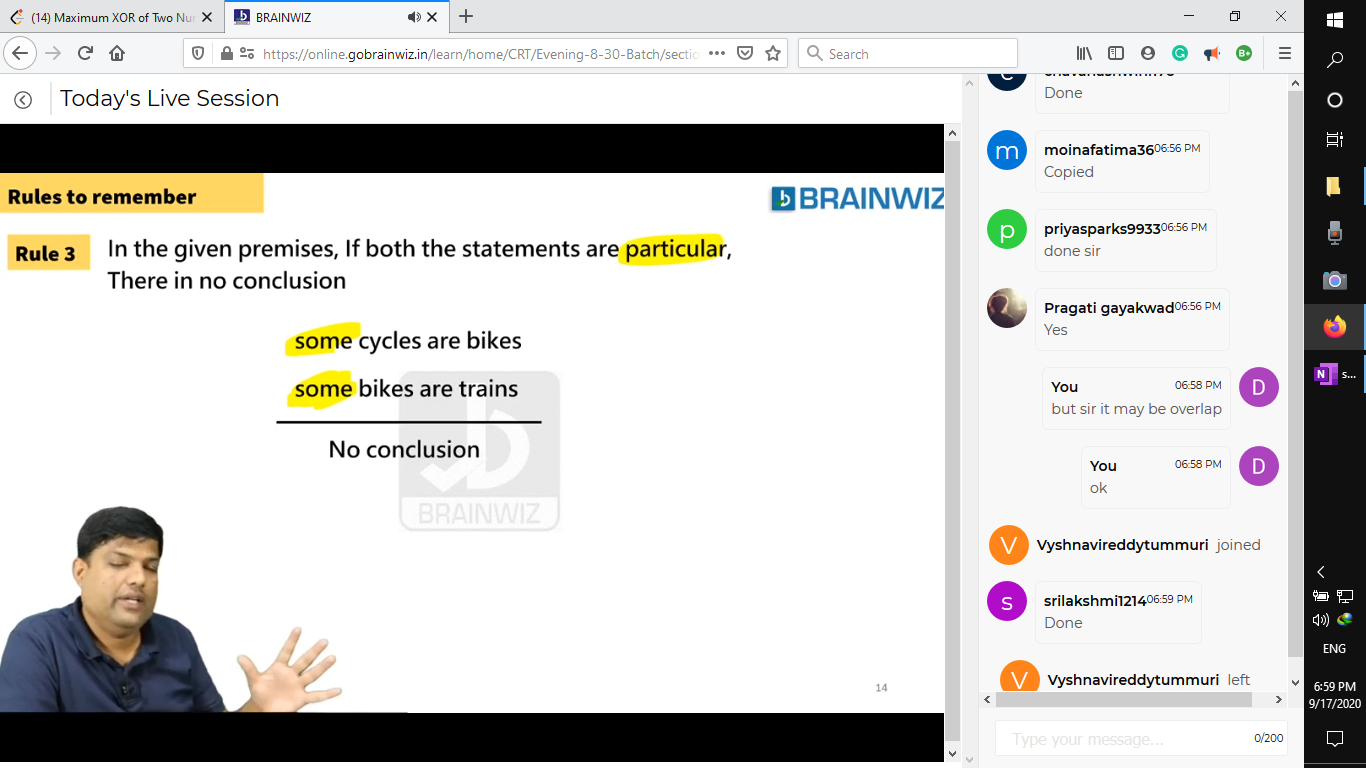 (14) Maximum XOR of Two Nu
BRAINWIZ
https://online.gobrainwiz.in/learn/home/CRT/Evening-8-30-Batch/sectio
Search
Today's Live Session
Rules to remember
BRAINWIZ
Rule 3
In the given premises, If both the statements are particular,
There in no conclusion
some cycles are bikes
some bikes are trains
No conclusion
BRAINWIZ
14
Done
m
moinafatima36 06:56 PM
Copied
p
priyasparks9933 06:56 PM
done sir
Pragati gayakwad 06:56 PM
Yes
You 06:58 PM
but sir it may be overlap
D
You 06:58 PM
ok
D
V
Vyshnavireddytummuri joined
s
srilakshmi1214 06:59 PM
Done
V
Vyshnavireddytummuri left
Type your message...
0/200
N s...
ENG
6:59 PM
9/17/2020